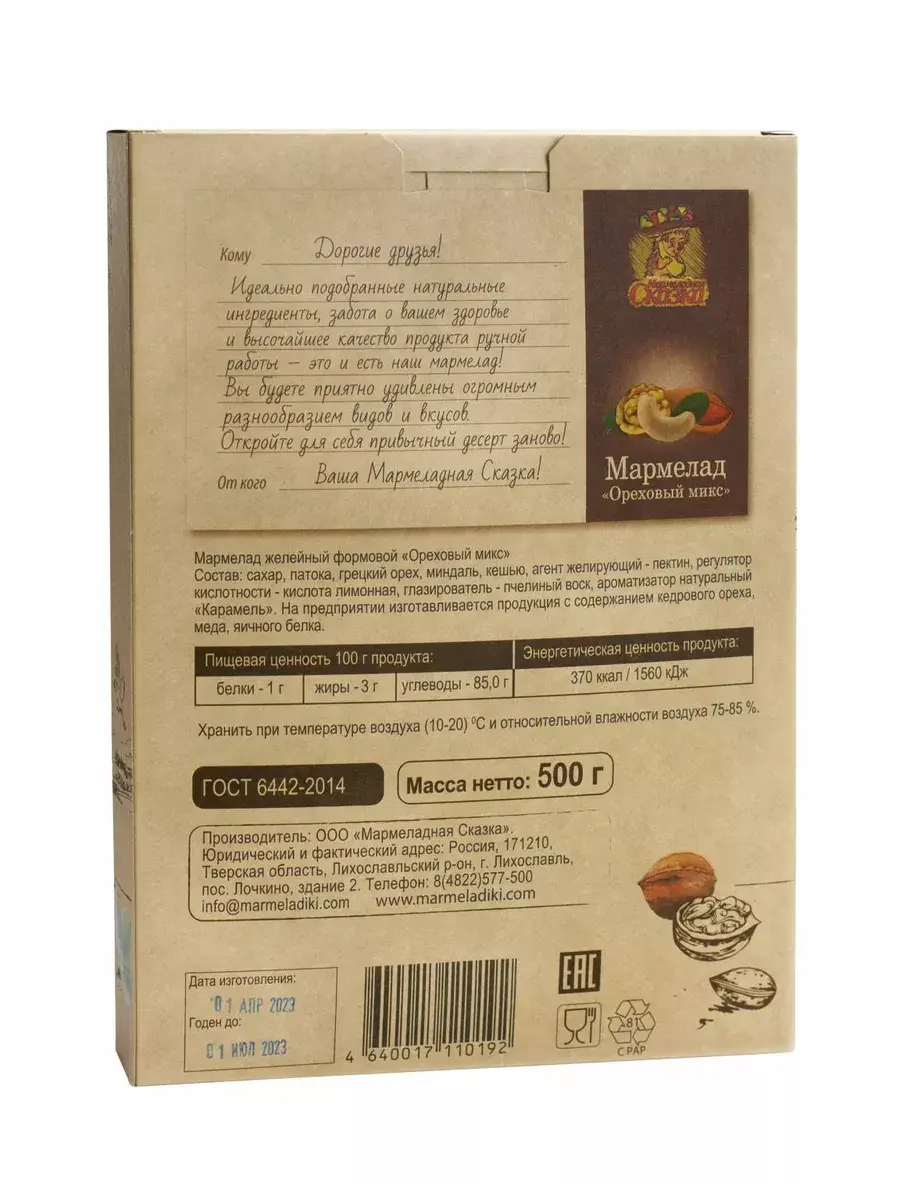 Кому Дорогие друзья!
Идеально подобранные натуральные
ингредиенты, забота о вашем здоровье
и высочайшее качество продукта ручной
работы – это и есть наш мармелад!
Вы будете приятно удивлены огромным
разнообразием видов и вкусов.
Откройте для себя привычный десерт заново!
От кого Ваша Мармеладная Сказка!
Мармеладная
Сказка
Мармелад
«Ореховый микс»
Мармелад желейный формовой «Ореховый микс»
Состав: сахар, патока, грецкий орех, миндаль, кешью, агент желирующий - пектин, регулятор
кислотности - кислота лимонная, глазирователь - пчелиный воск, ароматизатор натуральный
«Карамель». На предприятии изготавливается продукция с содержанием кедрового ореха,
меда, яичного белка.
Пищевая ценность 100 г продукта:
белки - 1 г жиры - 3 г углеводы - 85,0 г
Энергетическая ценность продукта:
370 ккал / 1560 кДж
Хранить при температуре воздуха (10-20) ⁰С и относительной влажности воздуха 75-85 %.
ГОСТ 6442-2014
Масса нетто: 500 г
Производитель: ООО «Мармеладная Сказка».
Юридический и фактический адрес: Россия, 171210,
Тверская область, Лихославльский р-он, г. Лихославль,
пос. Лочкино, здание 2. Телефон: 8(4822)577-500
info@marmeladiki.com www.marmeladiki.com
Дата изготовления:
01 АПР 2023
Годен до:
01 ИЮЛ 2023
4 640017 110192
EAC
81
C PAP